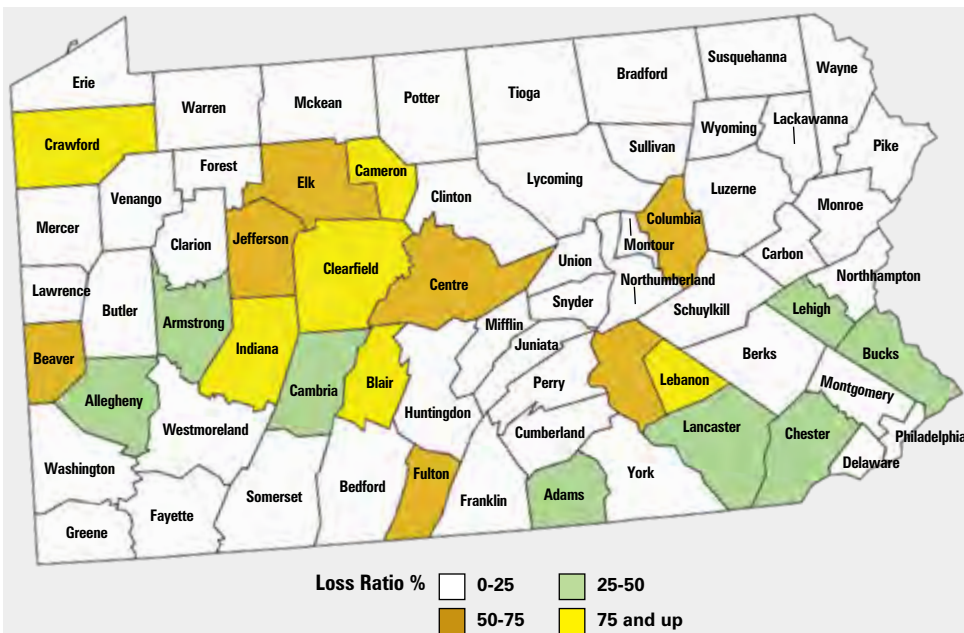 Susquehanna
Wayne
Bradford
Erie
Tioga
Potter
Mckean
Warren
Lackawanna
Wyoming
Crawford
Pike
Sullivan
Forest
Cameron
Lycoming
Elk
Luzerne
Venango
Clinton
Monroe
Mercer
Columbia
Jefferson
Clarion
Montour
Carbon
Union
Clearfield
Northhampton
Northumberland
Centre
Lawrence
Snyder
Lehigh
Butler
Schuylkill
Armstrong
Mifflin
Juniata
Indiana
Bucks
Beaver
Berks
Lebanon
Blair
Perry
Cambria
Montgomery
Allegheny
Huntingdon
Lancaster
Westmoreland
Cumberland
Chester
Philadelphia
Delaware
Washington
Fulton
York
Bedford
Adams
Somerset
Franklin
Fayette
Greene
Loss Ratio %
0-25
25-50
50-75
75 and up